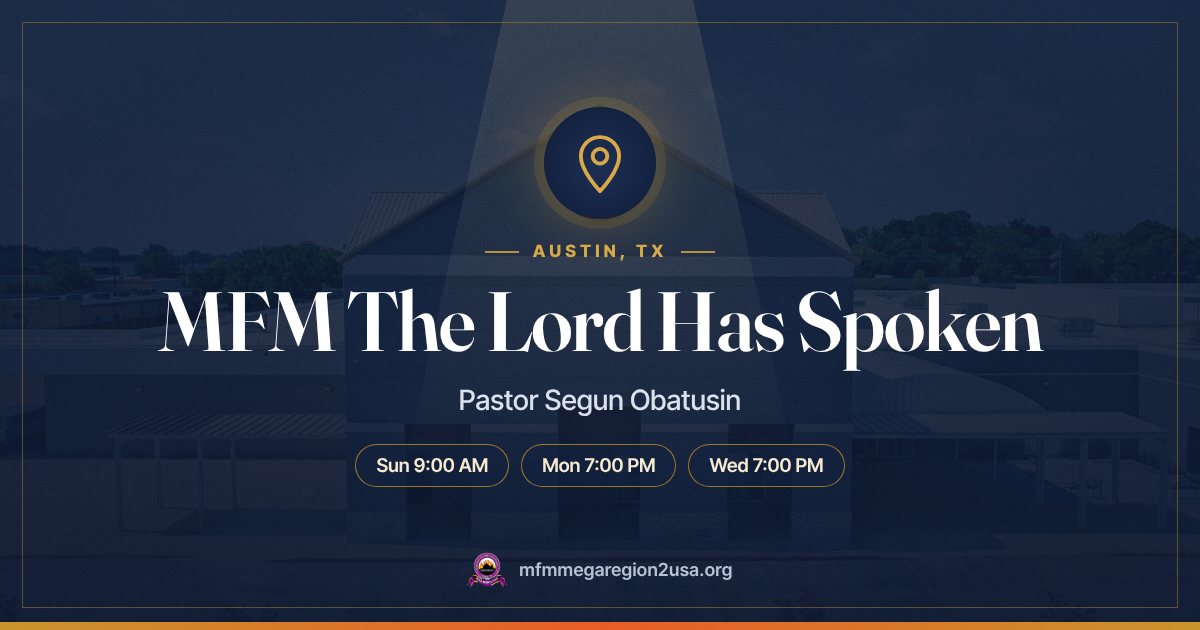 AUSTIN, TX
MFM The Lord Has Spoken
Pastor Segun Obatusin
Sun 9:00 AM Mon 7:00 PM Wed 7:00 PM
mfmmegaregion2usa.org